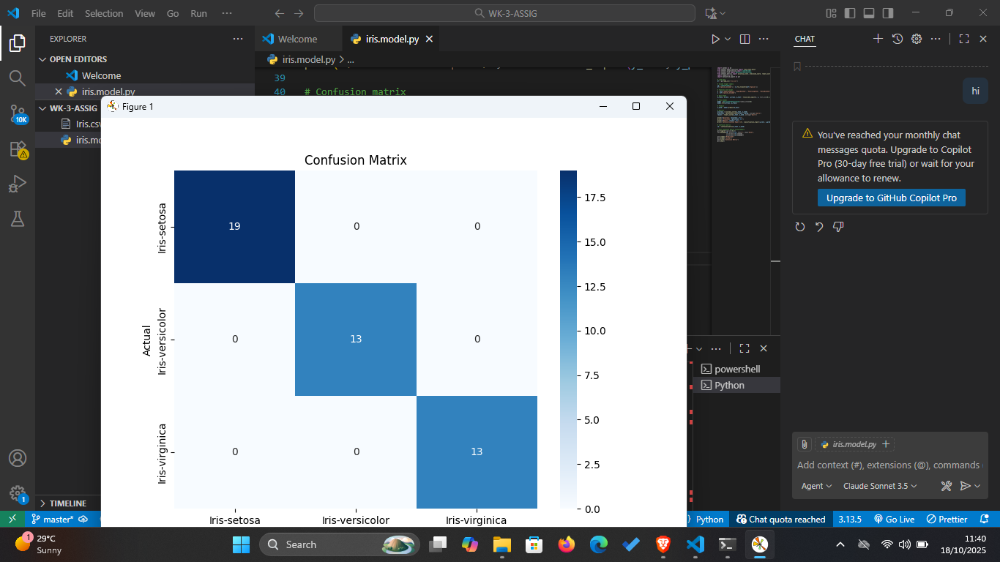 File Edit Selection View Go Run ···
WK-3-ASSIG
EXPLORER ···
OPEN EDITORS
Welcome
iris.model.py
WK-3-ASSIG
Iris.csv
10K
Welcome
iris.model.py
iris.model.py > ...
39
40 # Confusion matrix
Figure 1
Confusion Matrix
Actual
Iris-setosa
Iris-versicolor
Iris-virginica
19 0 0
0 13 0
0 0 13
Iris-setosa Iris-versicolor Iris-virginica
17.5
15.0
12.5
10.0
7.5
5.0
2.5
0.0
powershell
Python
CHAT
hi
You've reached your monthly chat
messages quota. Upgrade to Copilot
Pro (30-day free trial) or wait for your
allowance to renew.
Upgrade to GitHub Copilot Pro
iris.model.py
Add context (#), extensions (@), commands
Agent Claude Sonnet 3.5
1
TIMELINE
master*
Python Chat quota reached 3.13.5 Go Live Prettier
1
29°C
Sunny
Search
11:40
18/10/2025